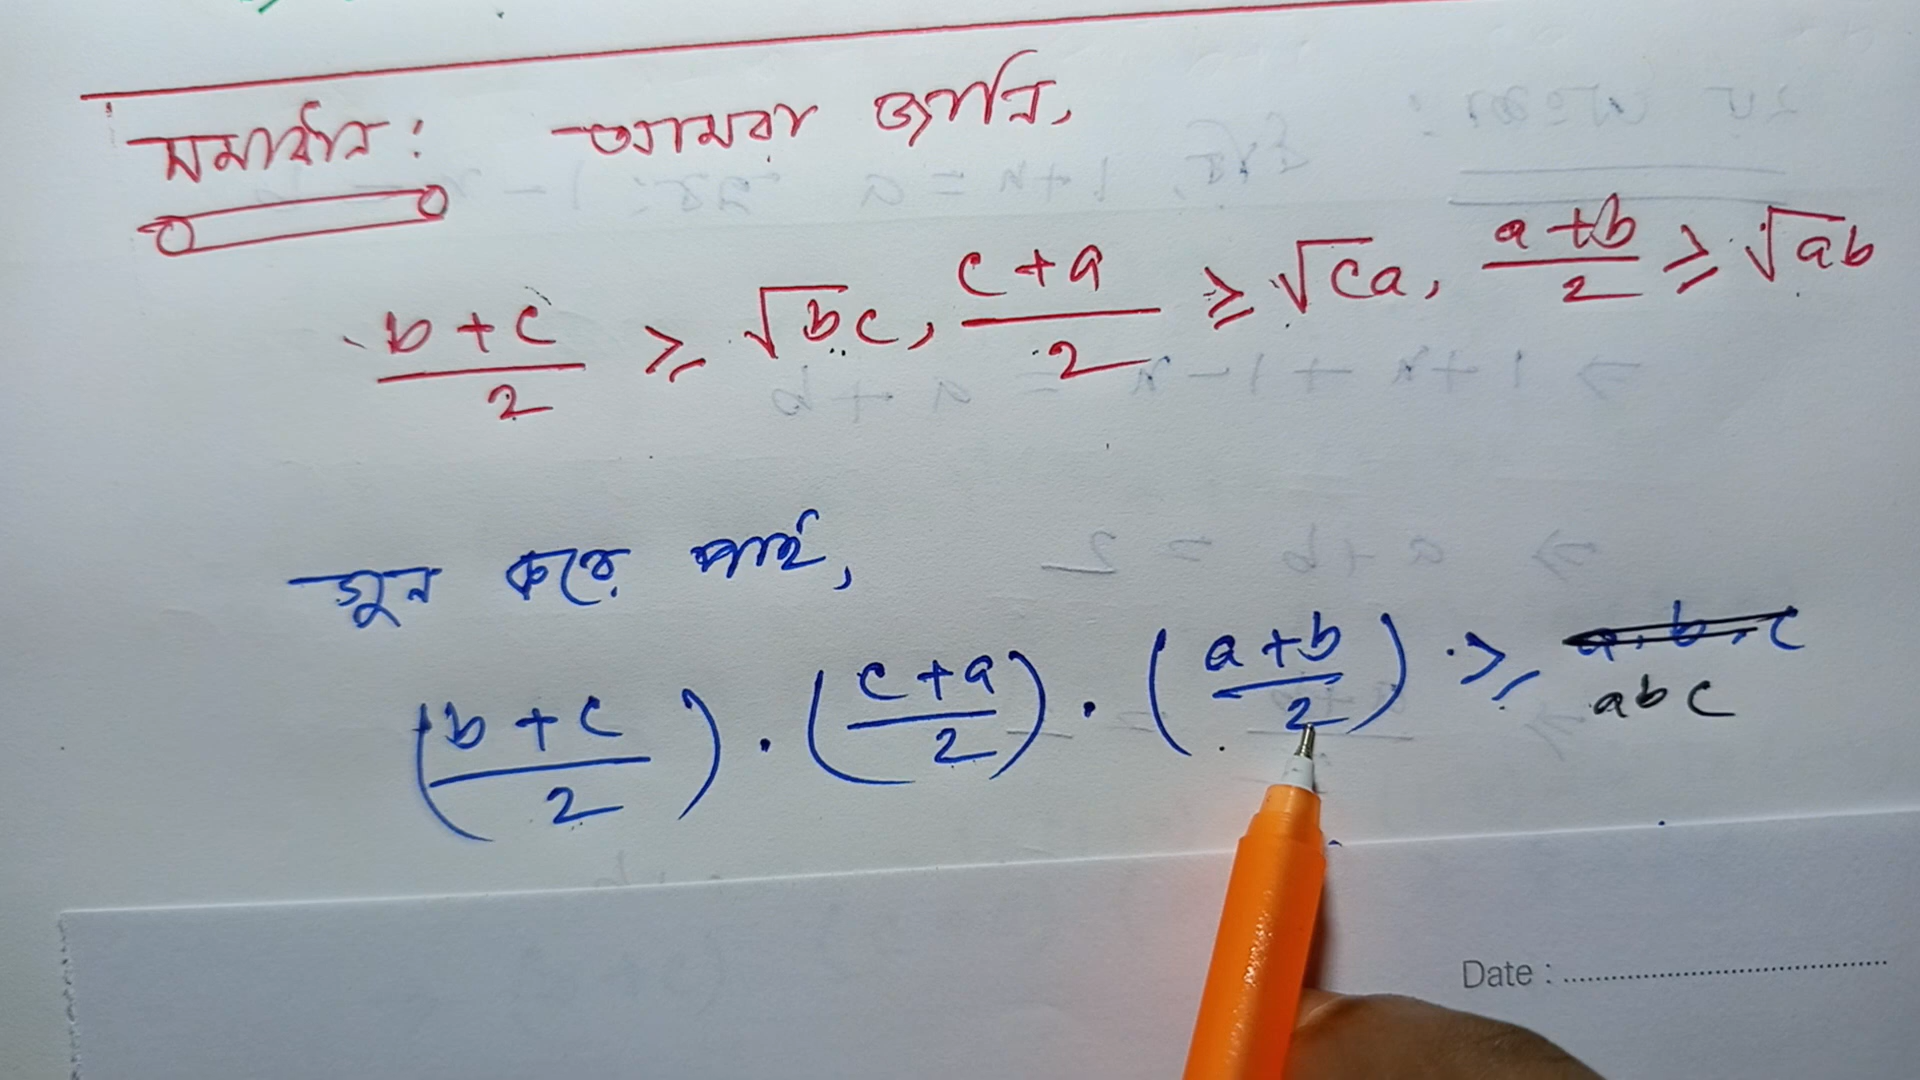 সমাধান: আমরা জানি,
b+c/2 ≥ √bc, c+a/2 ≥ √ca, a+b/2 ≥ √ab
গুন করে পাই,
(b+c/2) · (c+a/2) · (a+b/2) ≥ a.b.c
abc
Date :